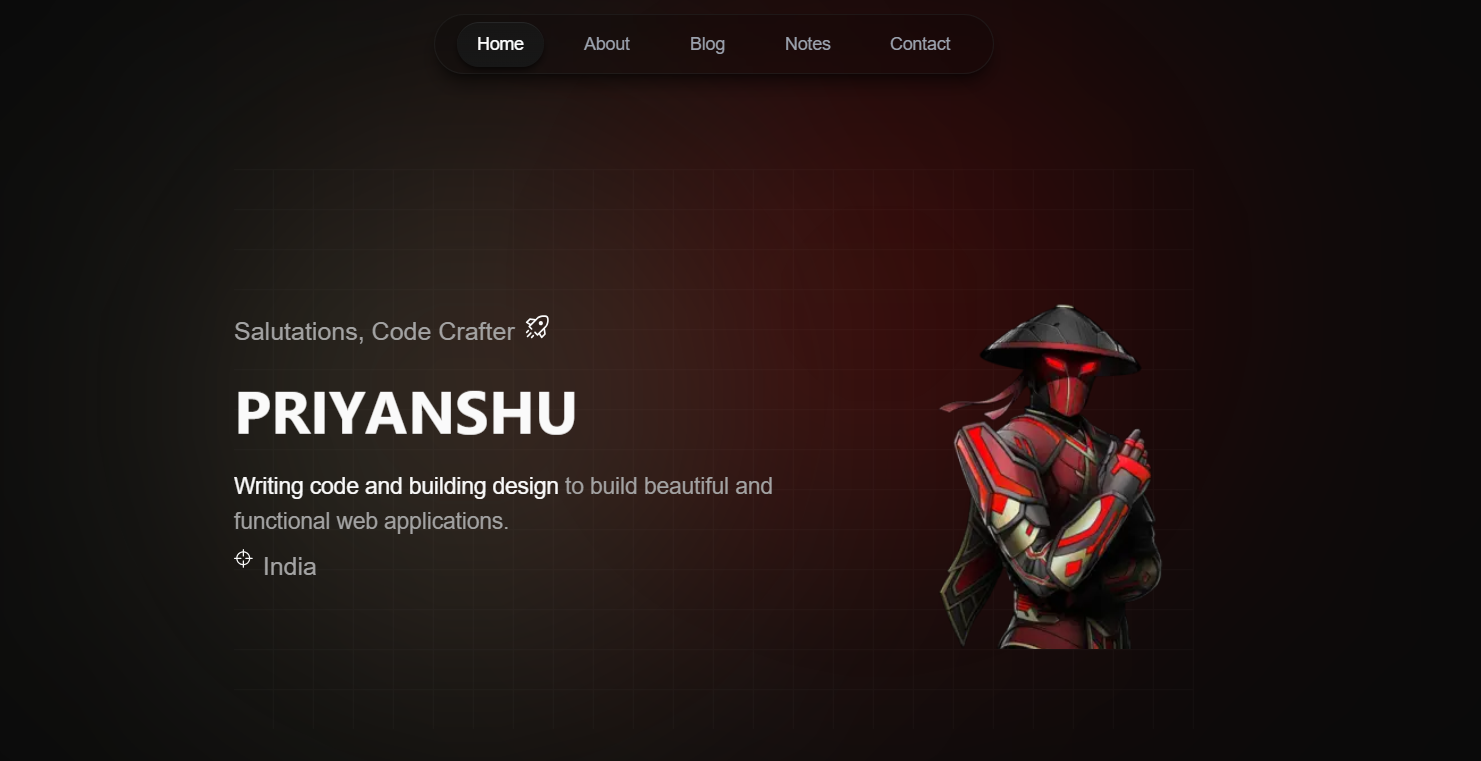 Home
About
Blog
Notes
Contact
Salutations, Code Crafter
PRIYANSHU
Writing code and building design to build beautiful and
functional web applications.
India